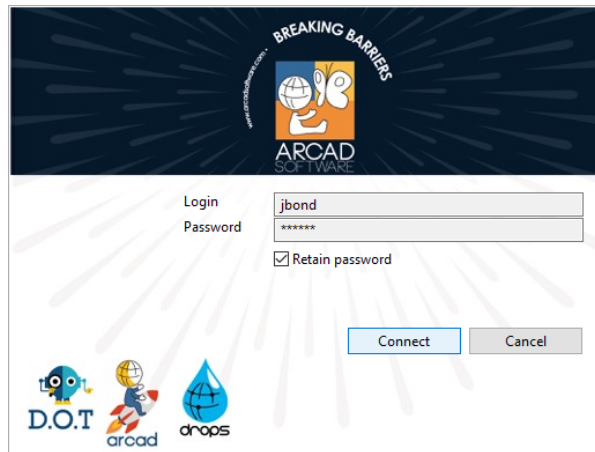 BREAKING BARRIERS
www.arcadsoftware.com
ARCAD
SOFTWARE
Login jbond
Password ******
Retain password
Connect Cancel
D.O.T arcad drops